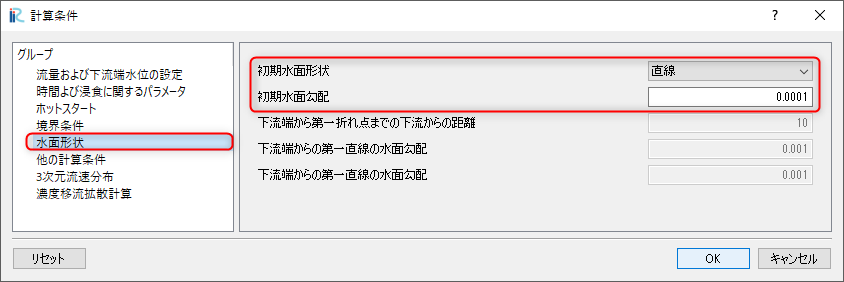 計算条件
グループ
流量および下流端水位の設定
時間及び浸食に関するパラメータ
ホットスタート
境界条件
水面形状
他の計算条件
3次元流速分布
濃度移流拡散計算
初期水面形状 直線
初期水面勾配 0.0001
下流端から第一折れ点までの下流からの距離 10
下流端からの第一直線の水面勾配 0.001
下流端からの第一直線の水面勾配 0.001
リセット OK キャンセル